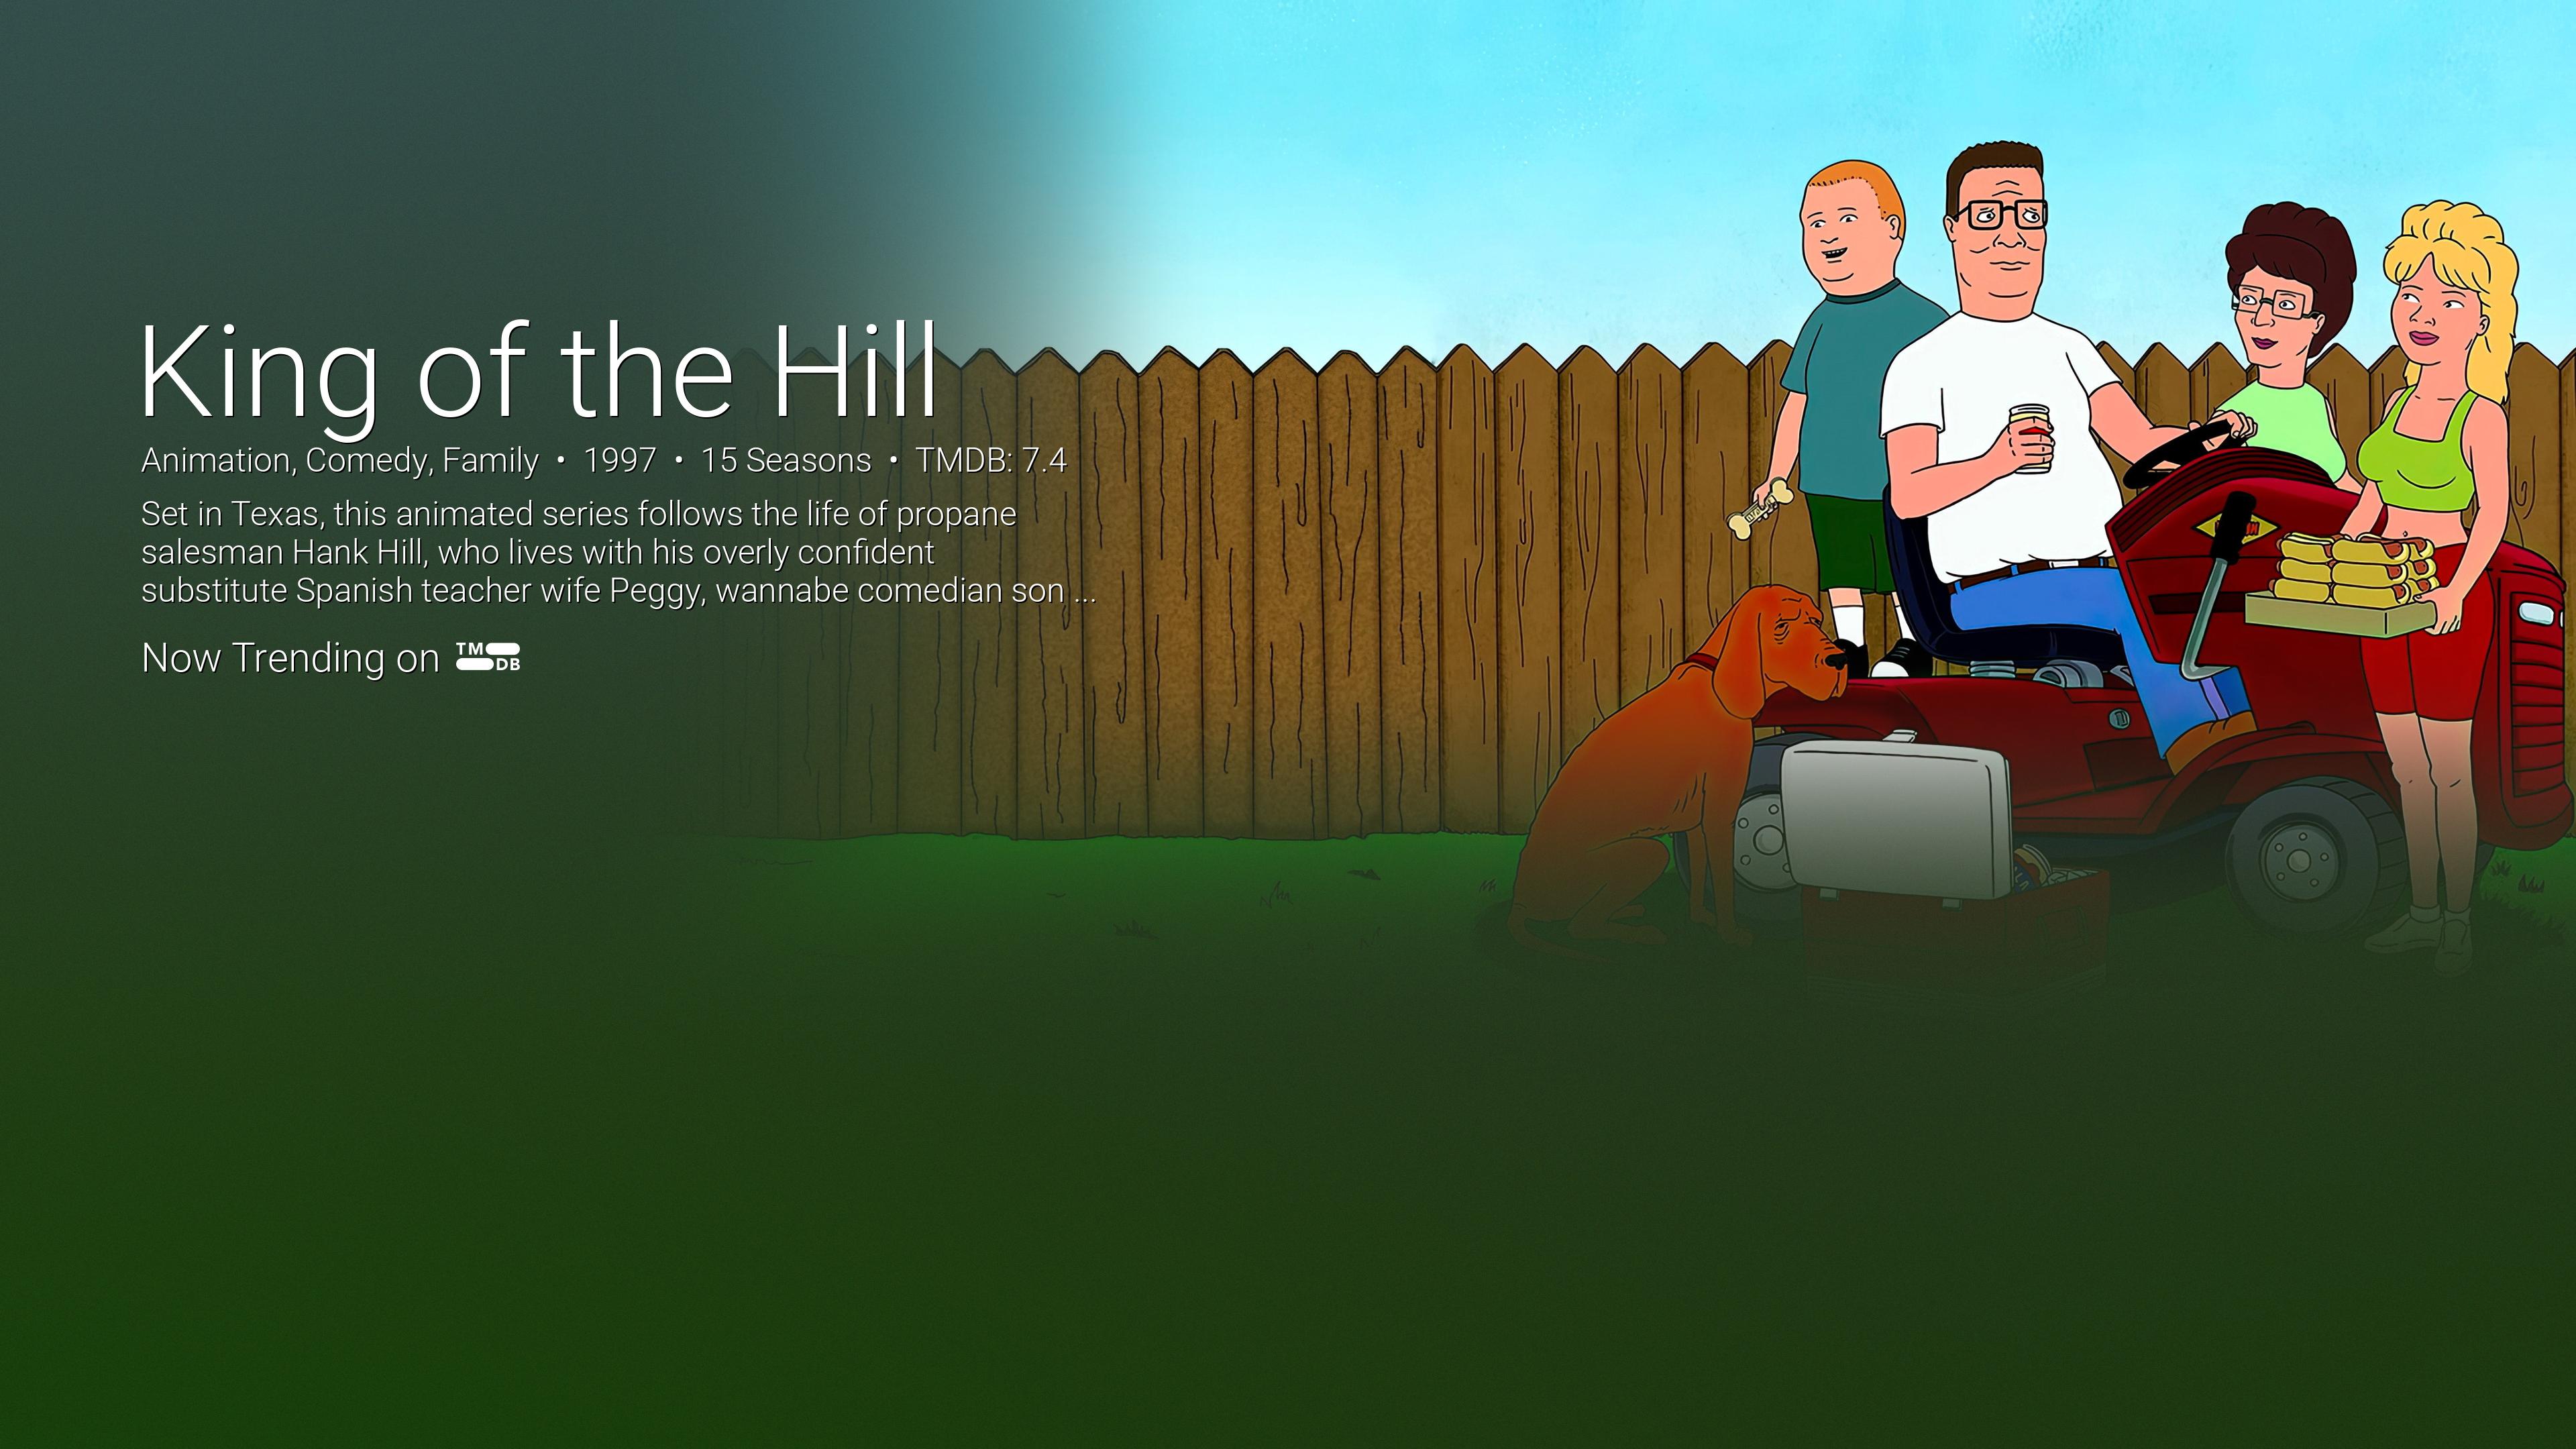 King of the Hill
Animation, Comedy, Family • 1997 • 15 Seasons • TMDB: 7.4
Set in Texas, this animated series follows the life of propane
salesman Hank Hill, who lives with his overly confident
substitute Spanish teacher wife Peggy, wannabe comedian son ...
Now Trending on TMDB